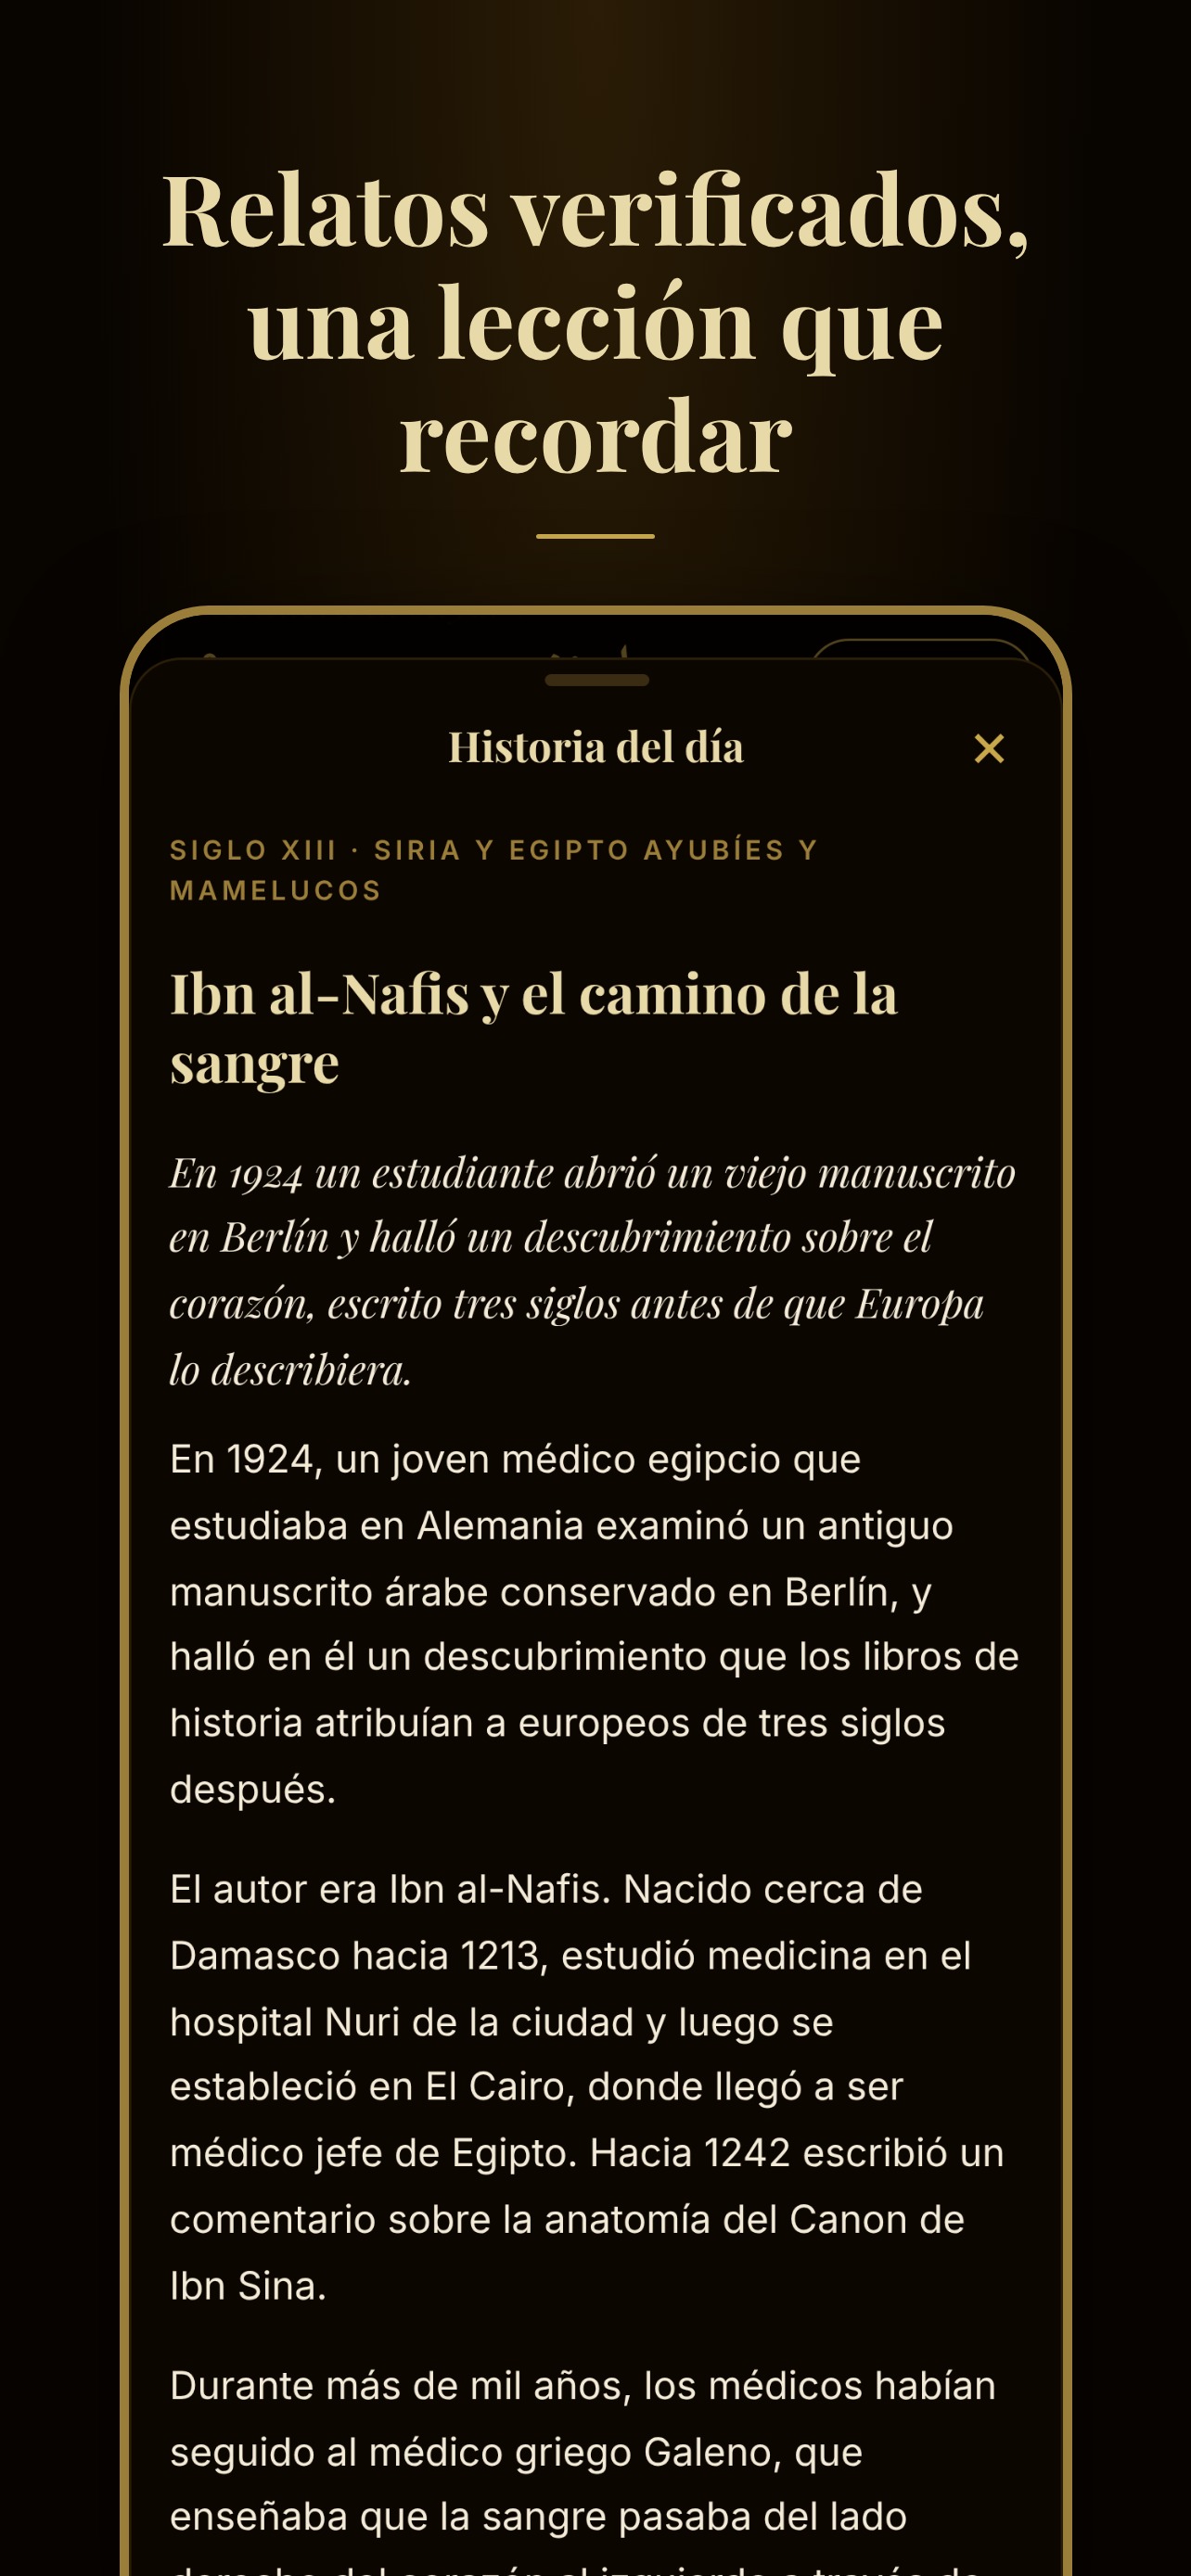 Relatos verificados,
una lección que
recordar
Historia del día
SIGLO XIII · SIRIA Y EGIPTO AYUBÍES Y
MAMELUCOS
Ibn al-Nafis y el camino de la
sangre
En 1924 un estudiante abrió un viejo manuscrito
en Berlín y halló un descubrimiento sobre el
corazón, escrito tres siglos antes de que Europa
lo describiera.
En 1924, un joven médico egipcio que
estudiaba en Alemania examinó un antiguo
manuscrito árabe conservado en Berlín, y
halló en él un descubrimiento que los libros de
historia atribuían a europeos de tres siglos
después.
El autor era Ibn al-Nafis. Nacido cerca de
Damasco hacia 1213, estudió medicina en el
hospital Nuri de la ciudad y luego se
estableció en El Cairo, donde llegó a ser
médico jefe de Egipto. Hacia 1242 escribió un
comentario sobre la anatomía del Canon de
Ibn Sina.
Durante más de mil años, los médicos habían
seguido al médico griego Galeno, que
enseñaba que la sangre pasaba del lado